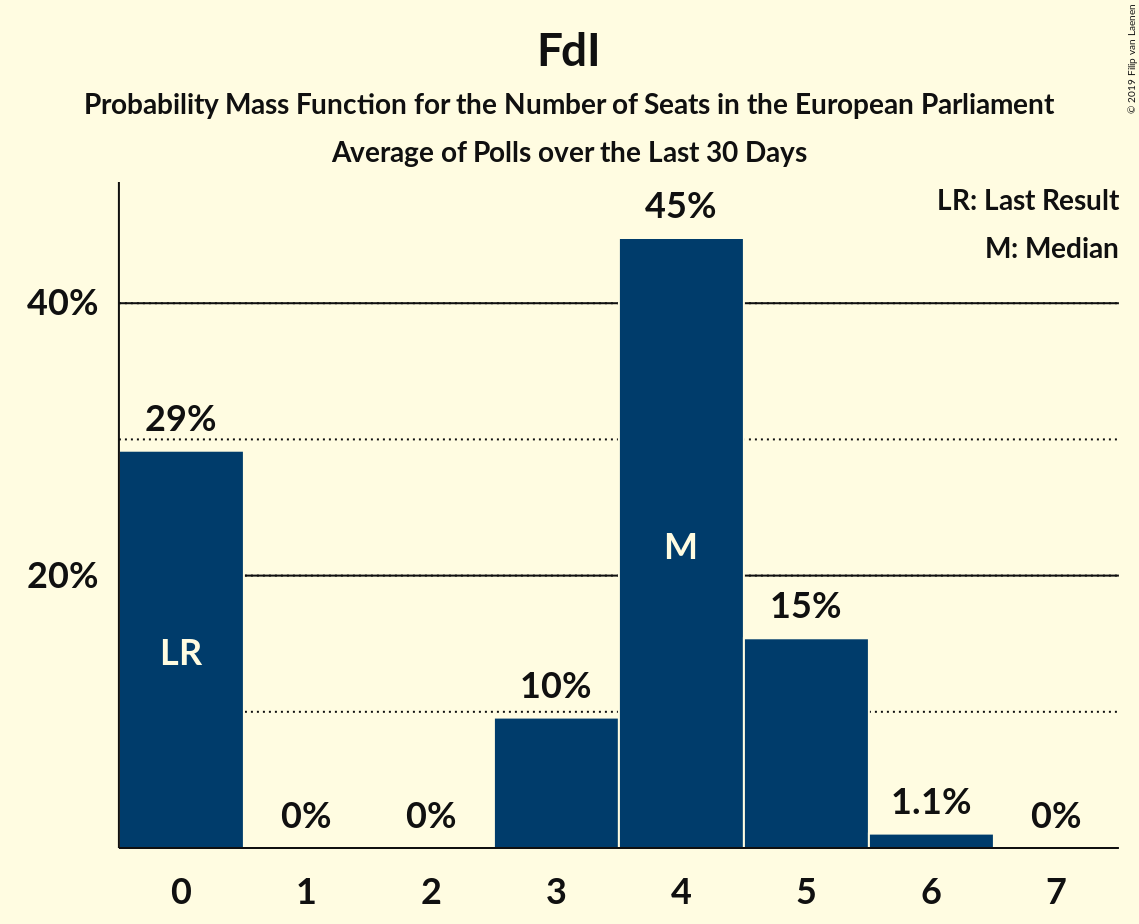 FdI
Probability Mass Function for the Number of Seats in the European Parliament
Average of Polls over the Last 30 Days
© 2019 Filip van Laenen
LR: Last Result
M: Median
45%
40%
29%
M
20%
15%
LR
10%
1.1%
0%
0%
0%
0 1 2 3 4 5 6 7